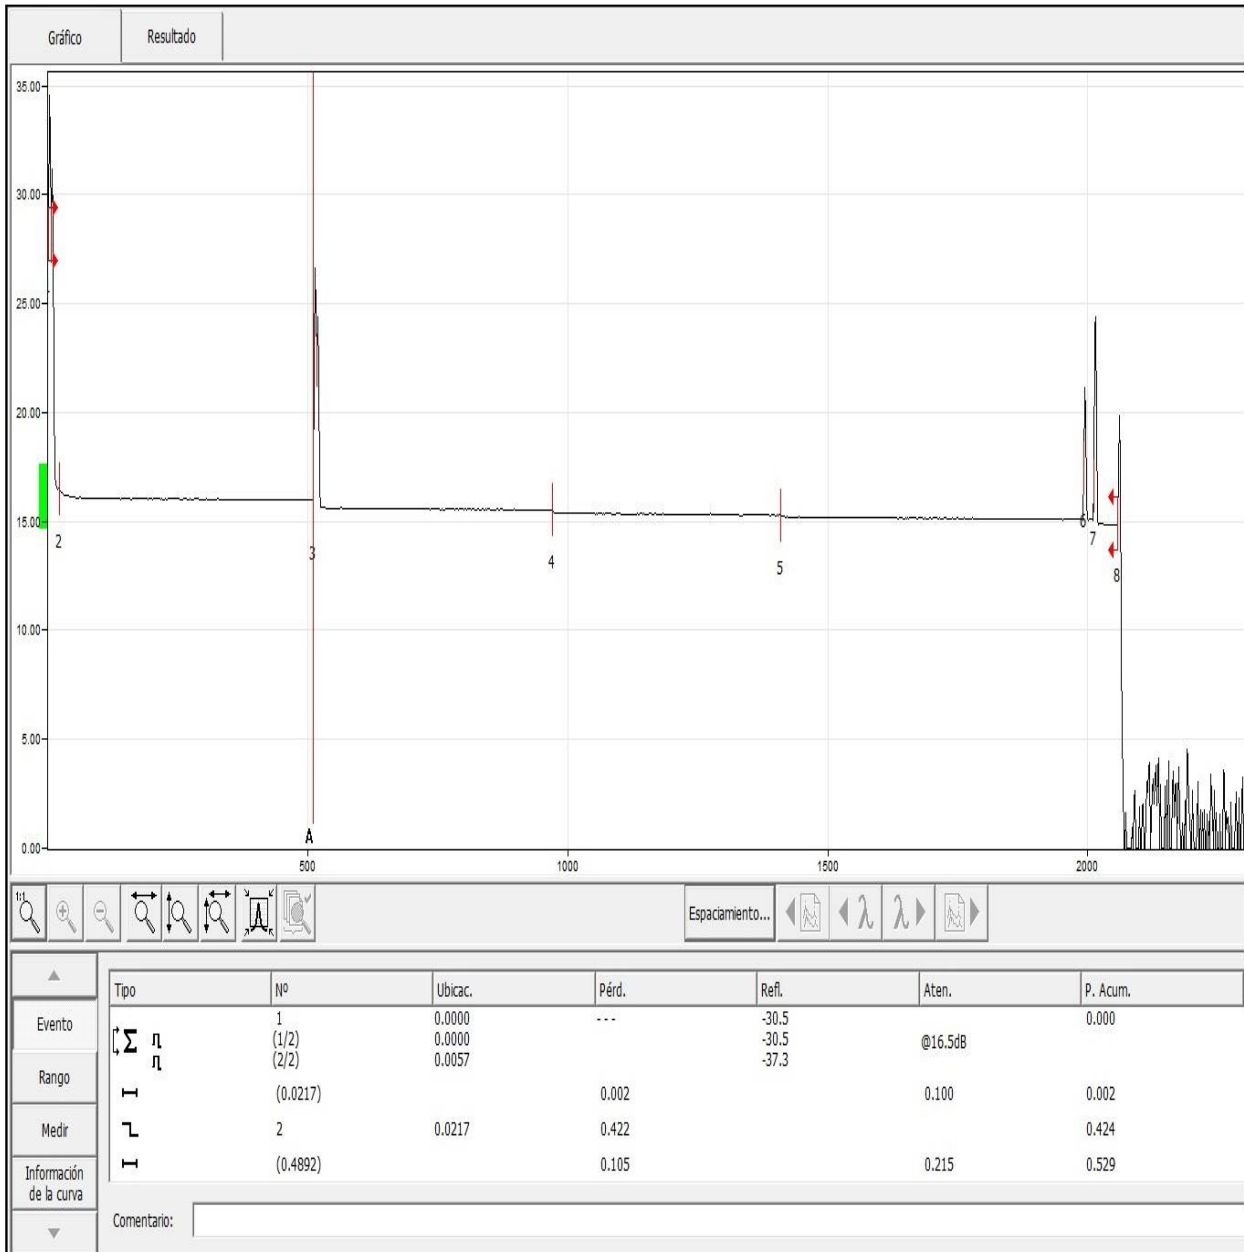 Gráfico Resultado
35.00
30.00
25.00
20.00
15.00
10.00
5.00
0.00
2 3 4 5 6 7 8
A
500 1000 1500 2000
1:1 Espaciamiento... λ λ
Evento
Rango
Medir
Información
de la curva
Tipo Nº Ubicac. Pérd. Refl. Aten. P. Acum.
1 0.0000 --- -30.5 0.000
Σ (1/2) 0.0000 -30.5 @16.5dB
(2/2) 0.0057 -37.3
(0.0217) 0.002 0.100 0.002
2 0.0217 0.422 0.424
(0.4892) 0.105 0.215 0.529
Comentario: